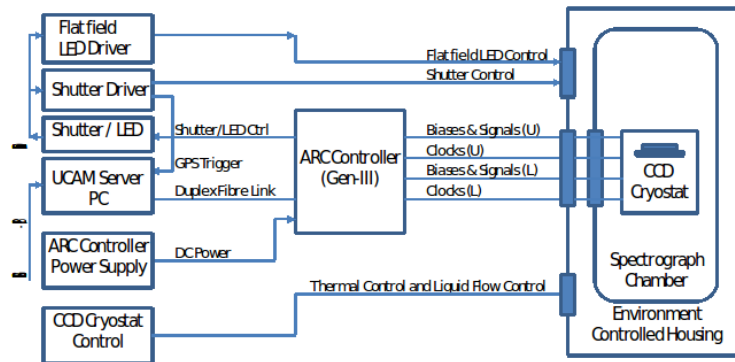 Flat field
LED Driver
Flat field LED Control
Shutter Driver
Shutter Control
Shutter / LED
Shutter/LED Ctrl
GPS Trigger
UCAM Server
PC
Duplex Fibre Link
ARC Controller
(Gen-III)
Biases & Signals (U)
Clocks (U)
Biases & Signals (L)
Clocks (L)
CCD
Cryostat
ARC Controller
Power Supply
DC Power
Spectrograph
Chamber
CCD Cryostat
Control
Thermal Control and Liquid Flow Control
Environment
Controlled Housing